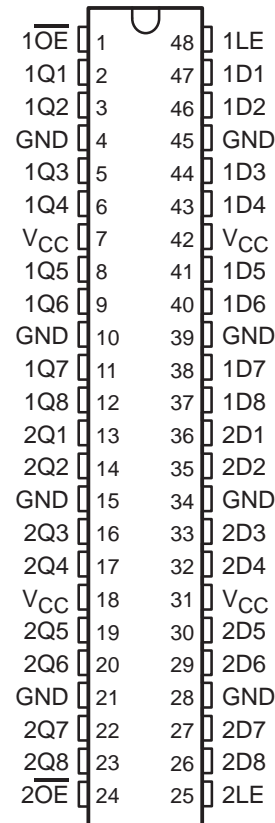 1O̅E̅ 1 48 1LE
1Q1 2 47 1D1
1Q2 3 46 1D2
GND 4 45 GND
1Q3 5 44 1D3
1Q4 6 43 1D4
VCC 7 42 VCC
1Q5 8 41 1D5
1Q6 9 40 1D6
GND 10 39 GND
1Q7 11 38 1D7
1Q8 12 37 1D8
2Q1 13 36 2D1
2Q2 14 35 2D2
GND 15 34 GND
2Q3 16 33 2D3
2Q4 17 32 2D4
VCC 18 31 VCC
2Q5 19 30 2D5
2Q6 20 29 2D6
GND 21 28 GND
2Q7 22 27 2D7
2Q8 23 26 2D8
2O̅E̅ 24 25 2LE